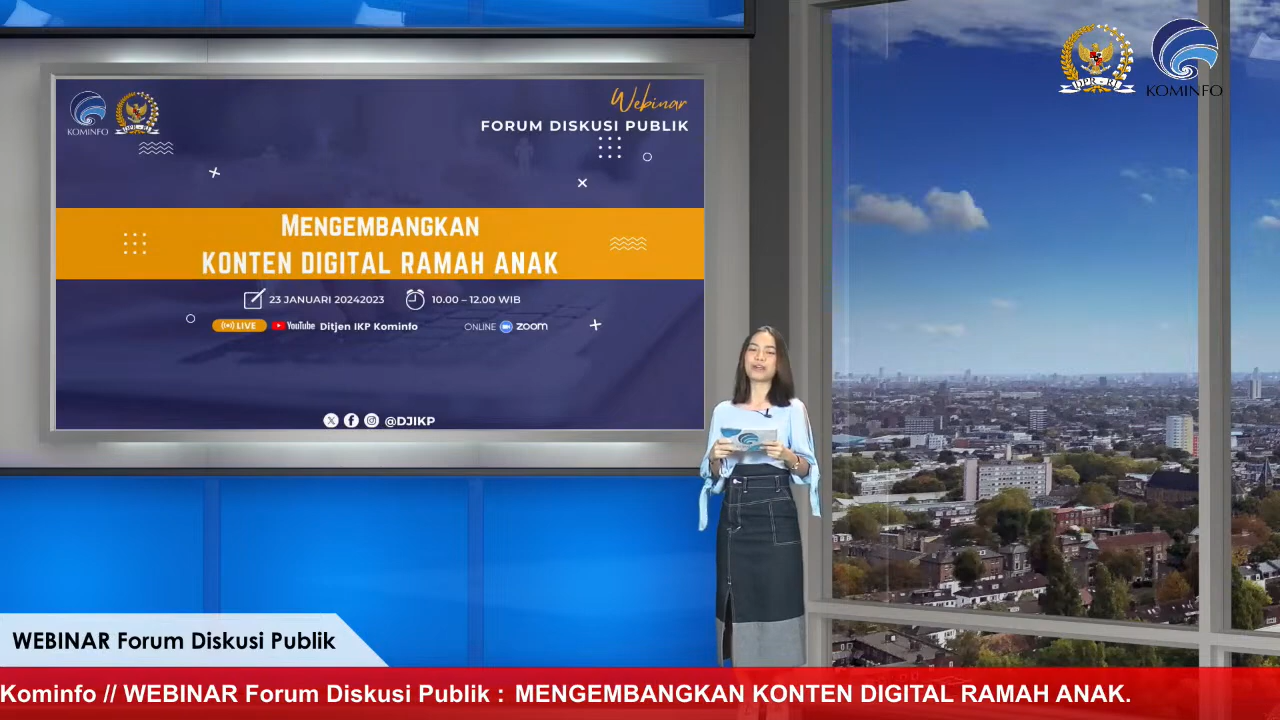 DPR - RI
KOMINFO
KOMINFO
DPR - RI
Webinar
FORUM DISKUSI PUBLIK
MENGEMBANGKAN
KONTEN DIGITAL RAMAH ANAK
23 JANUARI 20242023
10.00 – 12.00 WIB
LIVE
YouTube
Ditjen IKP Kominfo
ONLINE
zoom
@DJIKP
WEBINAR Forum Diskusi Publik
Kominfo // WEBINAR Forum Diskusi Publik : MENGEMBANGKAN KONTEN DIGITAL RAMAH ANAK.